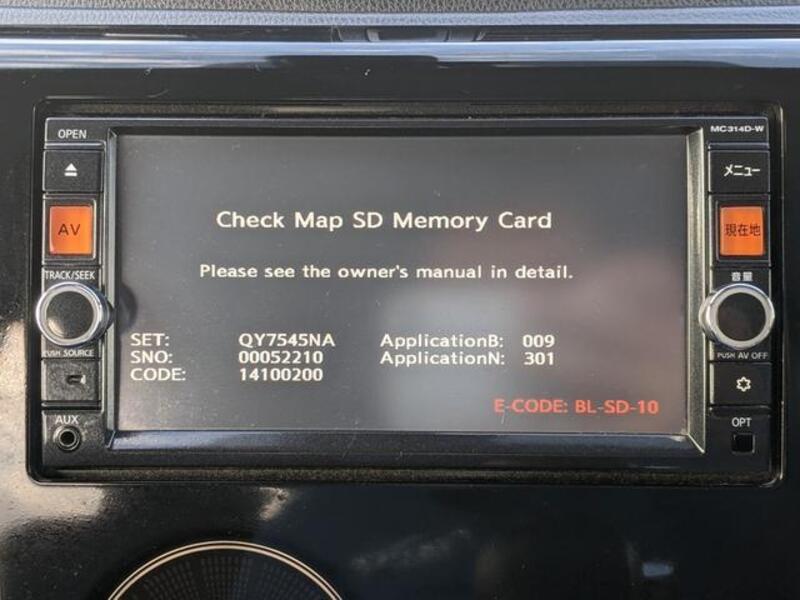 OPEN
MC314D-W
メニュー
AV
現在地
TRACK/SEEK
音量
PUSH SOURCE
PUSH AV OFF
AUX
OPT
Check Map SD Memory Card
Please see the owner's manual in detail.
SET: QY7545NA ApplicationB: 009
SNO: 00052210 ApplicationN: 301
CODE: 14100200
E-CODE: BL-SD-10